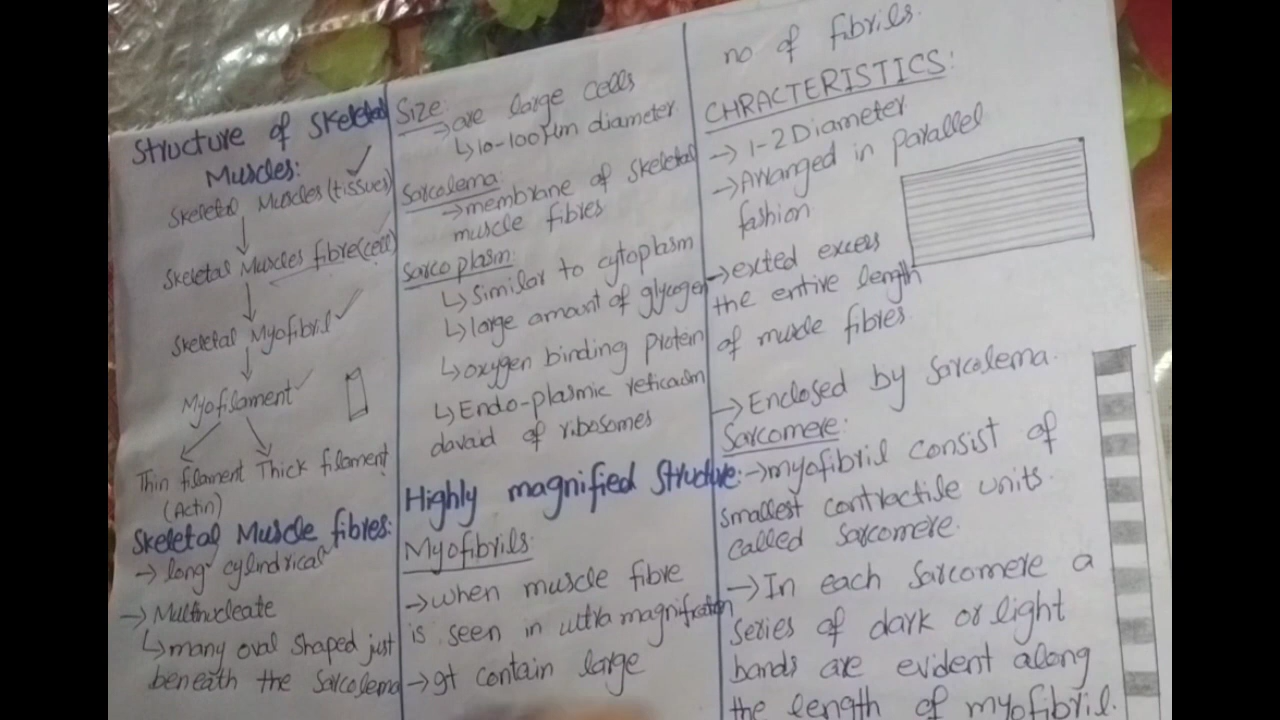 Structure of Skeletal
Muscles:
Skeletal Muscles (tissues)
Skeletal Muscles fibre(cell)
Skeletal Myofibril
Myofilament
Thin filament Thick filament
(Actin)
Skeletal Muscle fibres:
→ long cylindrical
→ Multnucleate
↳ many oval shaped just
beneath the Sarcolema
Size:
→ are large cells
↳ 10-100 μm diameter.
Sarcolema:
→ membrane of skeletal
muscle fibres
Sarcoplasm:
↳ Similar to cytoplasm
↳ large amount of glycogen
↳ oxygen binding protein
↳ Endo-plasmic reticulum
davaid of ribosomes
Highly magnified Structure:
Myofibrils:
→ when muscle fibre
is seen in ultra magnification
→ It contain large
no of fibrils.
CHRACTERISTICS:
→ 1-2 Diameter
→ Arranged in parallel
fashion
→ exted excess
the entire length
of muscle fibres.
→ Enclosed by Sarcolema.
Sarcomere:
→ myofibril consist of
smallest contractile units.
called Sarcomere.
→ In each Sarcomere a
series of dark or light
bands are evident along
the length of myofibril.